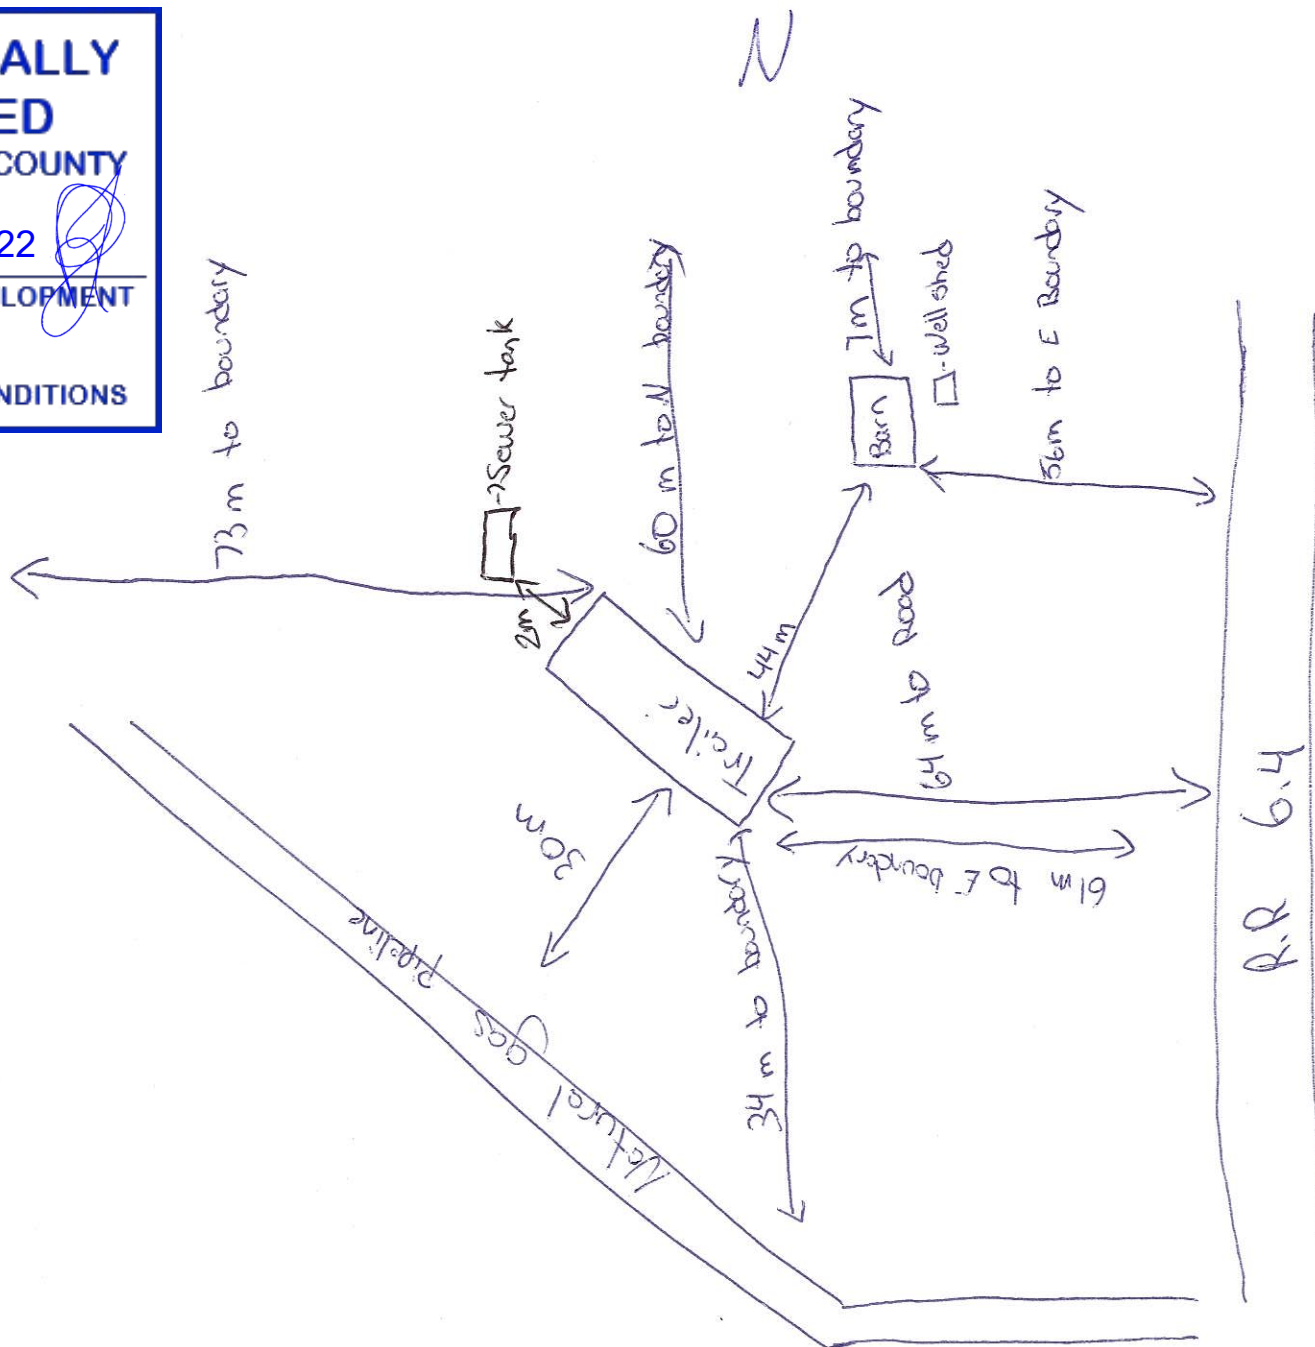 ALLY
ED
COUNTY
22
LOPMENT
NDITIONS
N
73m to boundary
->Sewer tank
2m
60 m to N boundary
7m to boundary
Barn
-Well shed
56m to E Boundary
44m
Trailer
64m to Road
61m to E boundary
30m
34 m to boundary
Natural gas pipeline
R.R 6.4